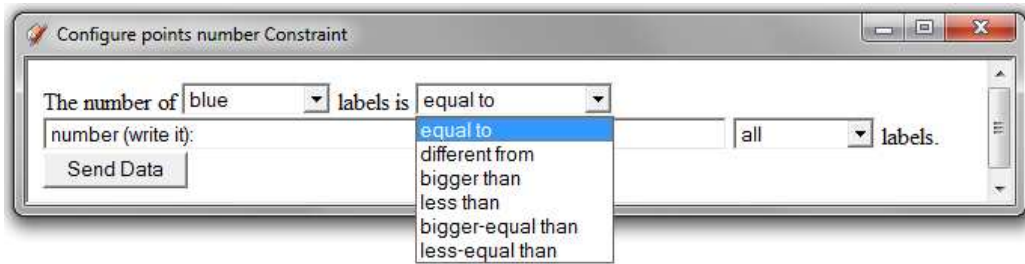 Configure points number Constraint
The number of blue labels is equal to
number (write it): equal to all labels.
different from
Send Data
bigger than
less than
bigger-equal than
less-equal than